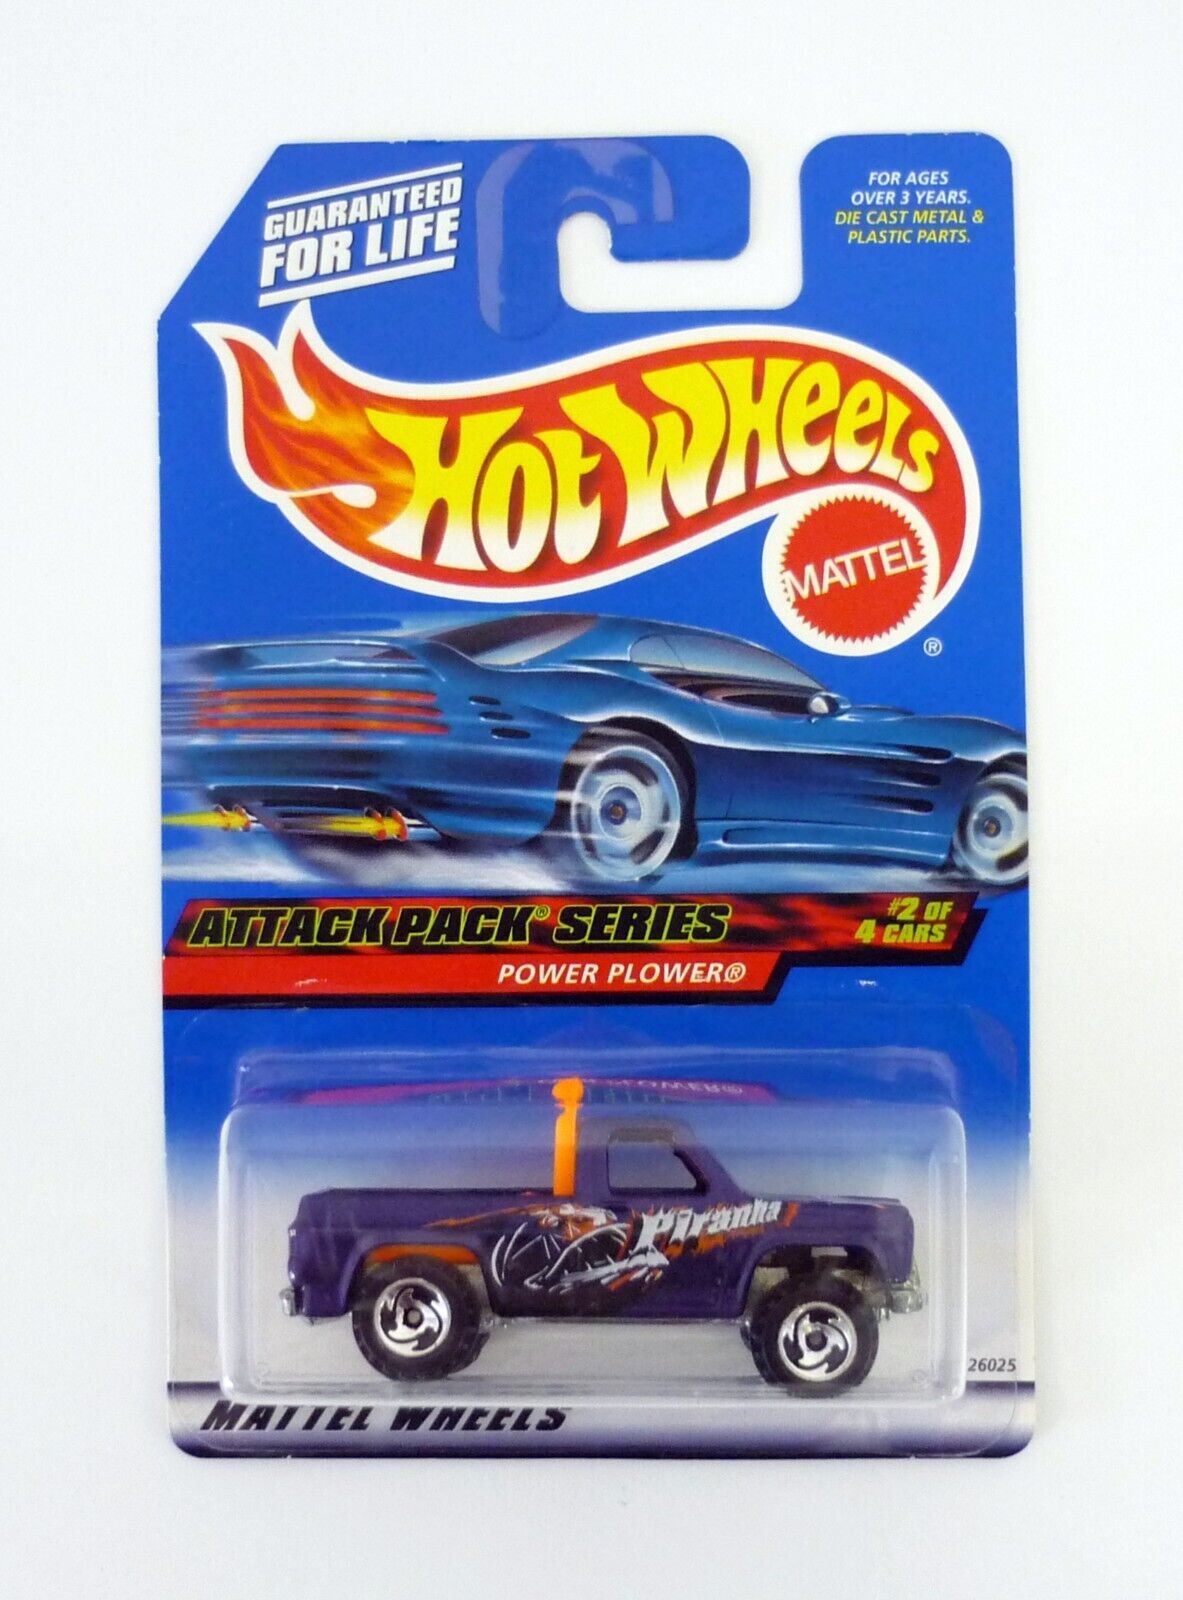 GUARANTEED
FOR LIFE
FOR AGES
OVER 3 YEARS.
DIE CAST METAL &
PLASTIC PARTS.
HOT WHEELS
MATTEL
®
ATTACK PACK® SERIES
#2 OF
4 CARS
POWER PLOWER®
Piranha
26025
MATTEL WHEELS